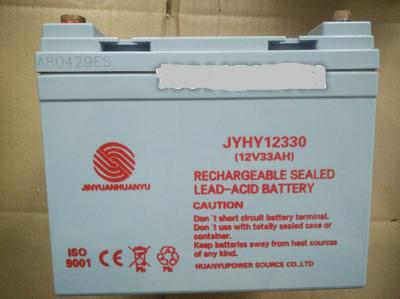 A80429ES
JYHY12330
(12V33AH)
JINYUANHUANYU
RECHARGEABLE SEALED
LEAD-ACID BATTERY
CAUTION
Don`t short circuit battery terminal.
Don`t use with totally sealed case or
container.
Keep battsriss away from heat sources
of any kind.
ISO
9001
Pb
Pb
HUANYUPOWER SOURCE CO.,LTD